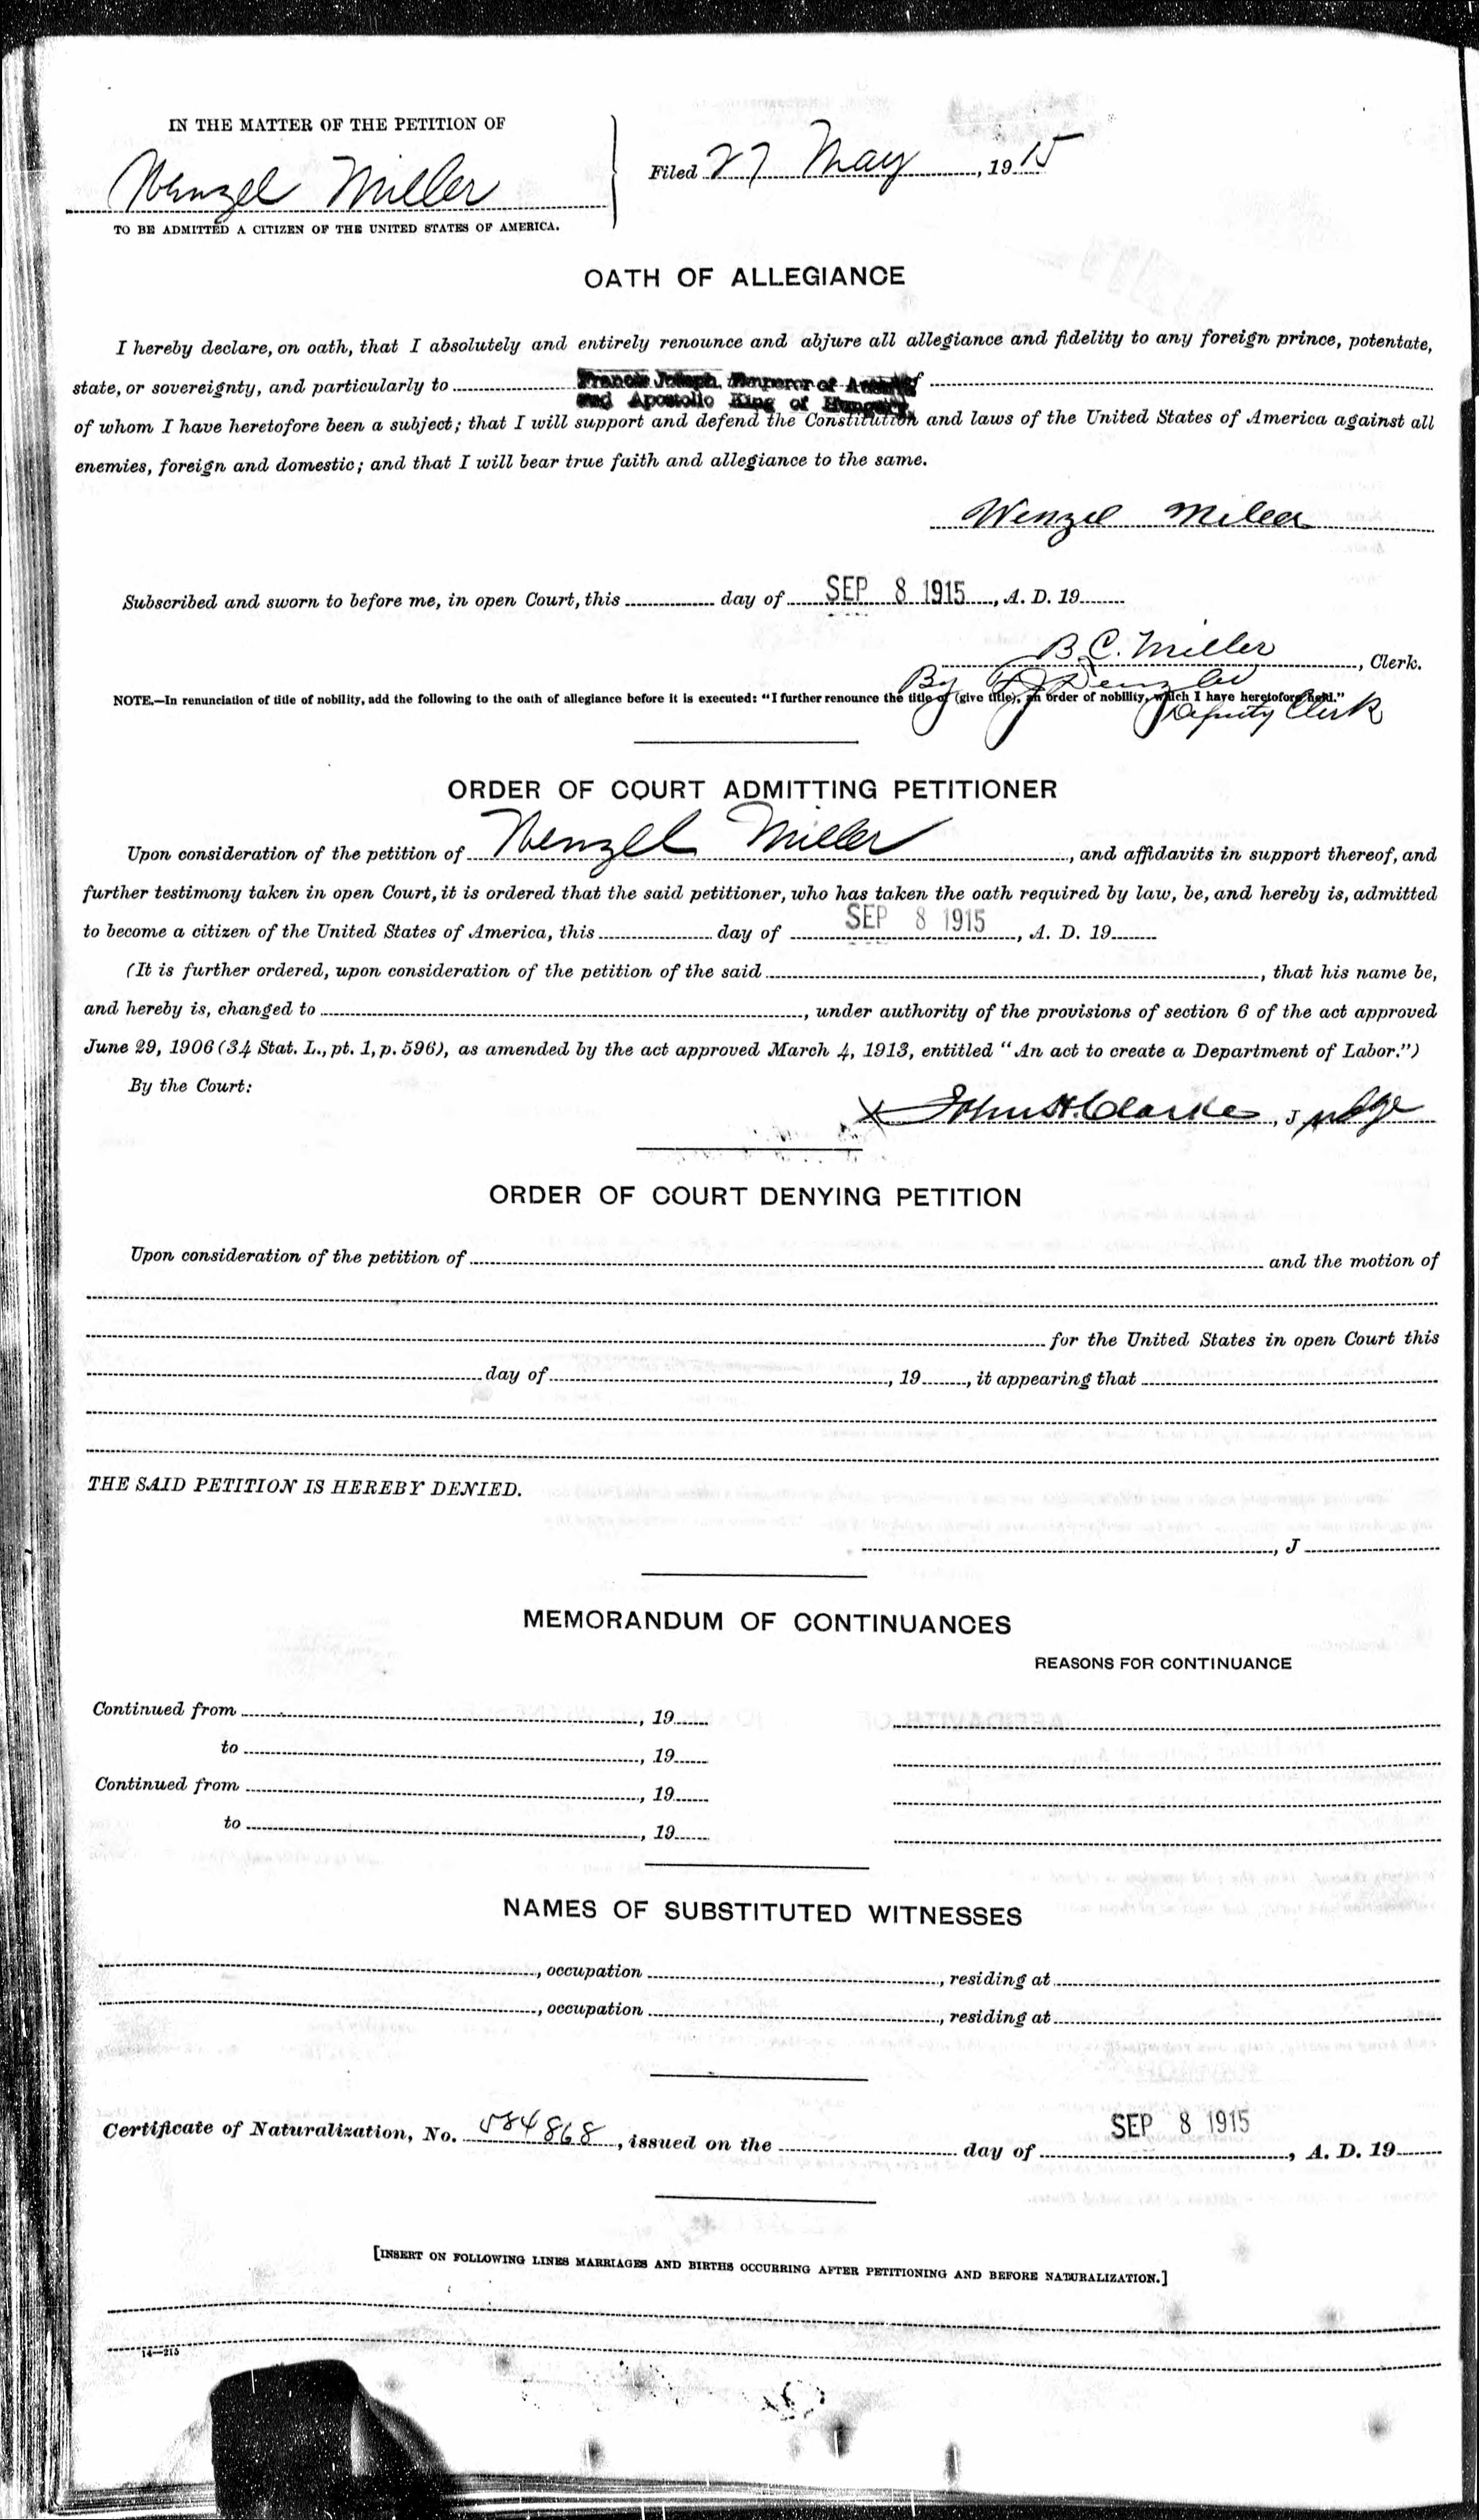 IN THE MATTER OF THE PETITION OF
Wenzel Miller
TO BE ADMITTED A CITIZEN OF THE UNITED STATES OF AMERICA.
Filed 27 May, 1915
OATH OF ALLEGIANCE
I hereby declare, on oath, that I absolutely and entirely renounce and abjure all allegiance and fidelity to any foreign prince, potentate,
state, or sovereignty, and particularly to Francis Joseph, Emperor of Austria
and Apostolic King of Hungary,
of whom I have heretofore been a subject; that I will support and defend the Constitution and laws of the United States of America against all
enemies, foreign and domestic; and that I will bear true faith and allegiance to the same.
Wenzel Miller
Subscribed and sworn to before me, in open Court, this day of SEP 8 1915, A. D. 19
B. C. Miller, Clerk.
By Deputy Clerk
NOTE.—In renunciation of title of nobility, add the following to the oath of allegiance before it is executed: "I further renounce the title of (give title), an order of nobility, which I have heretofore held."
ORDER OF COURT ADMITTING PETITIONER
Upon consideration of the petition of Wenzel Miller, and affidavits in support thereof, and
further testimony taken in open Court, it is ordered that the said petitioner, who has taken the oath required by law, be, and hereby is, admitted
to become a citizen of the United States of America, this day of SEP 8 1915, A. D. 19
(It is further ordered, upon consideration of the petition of the said, that his name be,
and hereby is, changed to, under authority of the provisions of section 6 of the act approved
June 29, 1906 (34 Stat. L., pt. 1, p. 596), as amended by the act approved March 4, 1913, entitled "An act to create a Department of Labor.")
By the Court:
X John H. Clarke, Judge
ORDER OF COURT DENYING PETITION
Upon consideration of the petition of and the motion of
for the United States in open Court this
day of, 19, it appearing that
THE SAID PETITION IS HEREBY DENIED.
, J
MEMORANDUM OF CONTINUANCES
REASONS FOR CONTINUANCE
Continued from, 19
to, 19
Continued from, 19
to, 19
NAMES OF SUBSTITUTED WITNESSES
, occupation, residing at
, occupation, residing at
Certificate of Naturalization, No. 584868, issued on the day of SEP 8 1915, A. D. 19
[INSERT ON FOLLOWING LINES MARRIAGES AND BIRTHS OCCURRING AFTER PETITIONING AND BEFORE NATURALIZATION.]
14—215